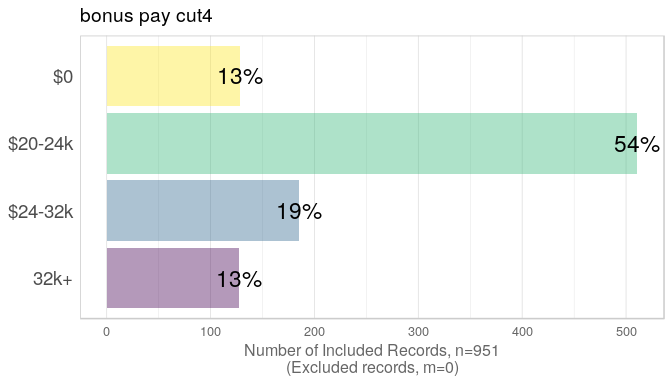 bonus pay cut4
$0
13%
$20-24k
54%
$24-32k
19%
32k+
13%
0 100 200 300 400 500
Number of Included Records, n=951
(Excluded records, m=0)